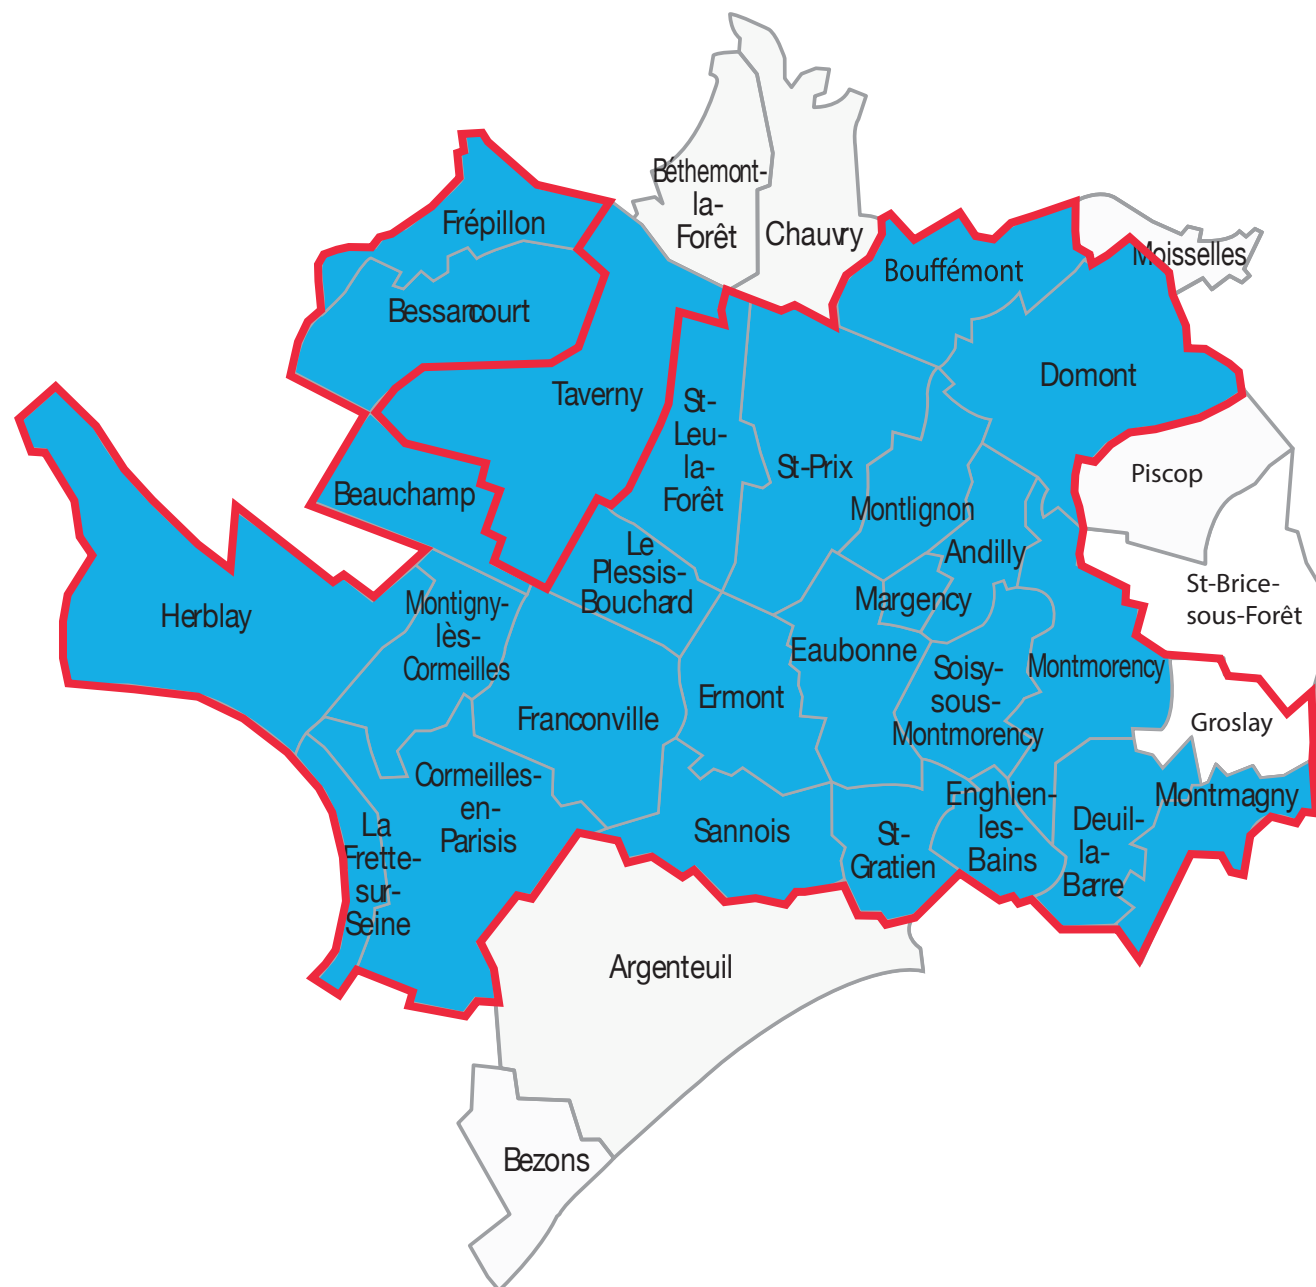 Béthemont-
la-
Forêt
Chauvry
Frépillon
Moisselles
Bouffémont
Bessancourt
Domont
Taverny
St-
Leu-
la-
Forêt
St-Prix
Piscop
Beauchamp
Montlignon
Andilly
Le
Plessis-
Bouchard
Margency
St-Brice-
sous-Forêt
Herblay
Montigny-
lès-
Cormeilles
Eaubonne
Soisy-
sous-
Montmorency
Montmorency
Ermont
Franconville
Groslay
Cormeilles-
en-
Parisis
Enghien-
les-
Bains
Montmagny
Deuil-
la-
Barre
La
Frette-
sur-
Seine
Sannois
St-
Gratien
Argenteuil
Bezons